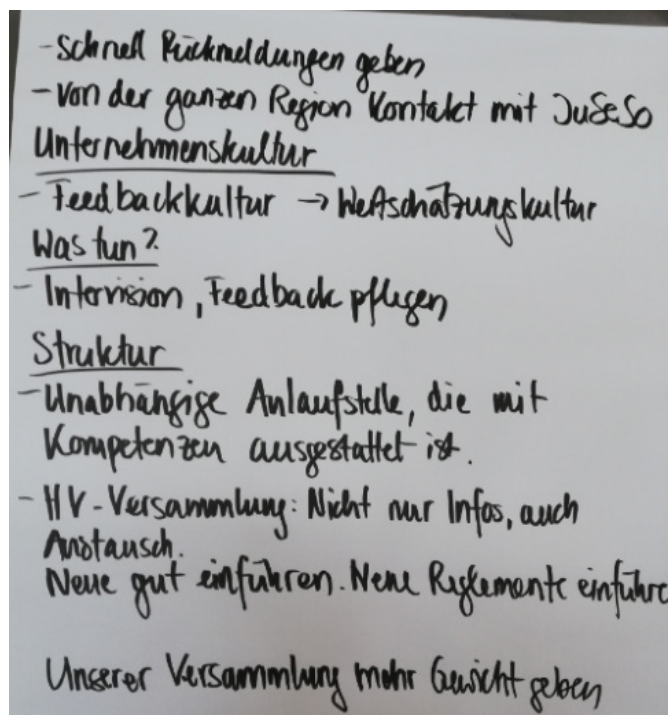 - schnell Rückmeldungen geben
- von der ganzen Region Kontakt mit JuSeSo
Unternehmenskultur
- Feedbackkultur → Wertschätzungskultur
Was tun?
- Intervision, Feedback pflegen
Struktur
- Unabhängige Anlaufstelle, die mit
Kompetenzen ausgestattet ist.
- HV-Versammlung: Nicht nur Infos, auch
Austausch.
Neue gut einführen. Neue Reglemente einführe
Unserer Versammlung mehr Gewicht geben